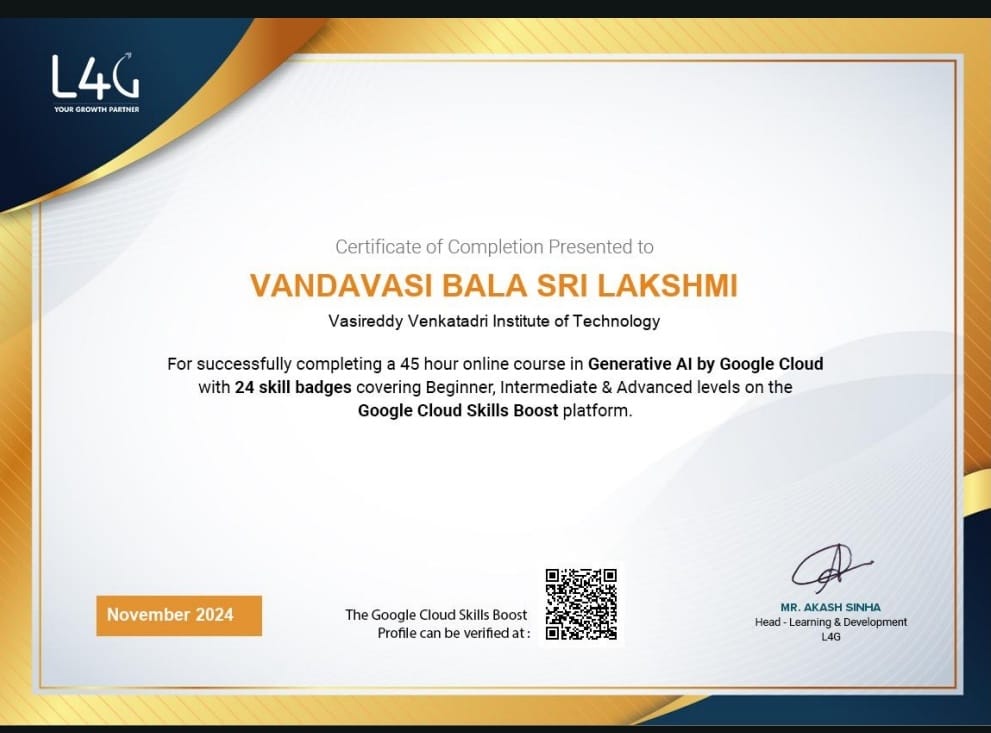 L4G
YOUR GROWTH PARTNER
Certificate of Completion Presented to
VANDAVASI BALA SRI LAKSHMI
Vasireddy Venkatadri Institute of Technology
For successfully completing a 45 hour online course in Generative AI by Google Cloud
with 24 skill badges covering Beginner, Intermediate & Advanced levels on the
Google Cloud Skills Boost platform.
November 2024
The Google Cloud Skills Boost
Profile can be verified at :
MR. AKASH SINHA
Head - Learning & Development
L4G